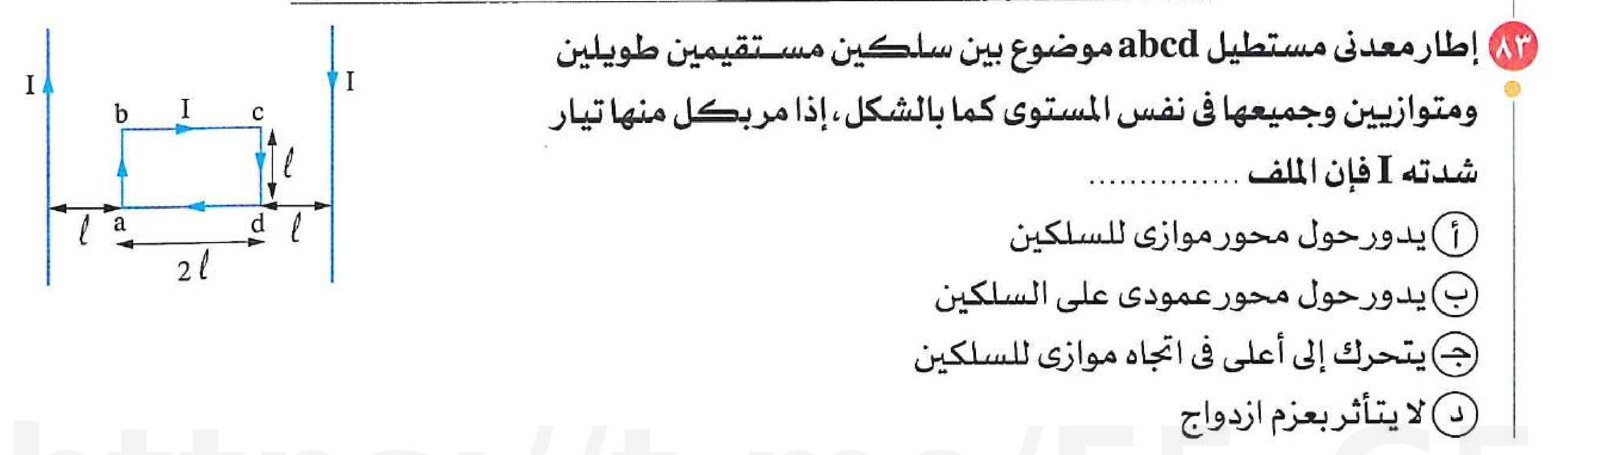 ٨٣ إطار معدنى مستطيل abcd موضوع بين سلكين مستقيمين طويلين
ومتوازيين وجميعها فى نفس المستوى كما بالشكل، إذا مر بكل منها تيار
شدته I فإن الملف ...............
أ يدور حول محور موازى للسلكين
ب يدور حول محور عمودى على السلكين
جـ يتحرك إلى أعلى فى اتجاه موازى للسلكين
د لا يتأثر بعزم ازدواج
I I
b I c
ℓ
ℓ a d ℓ
2ℓ